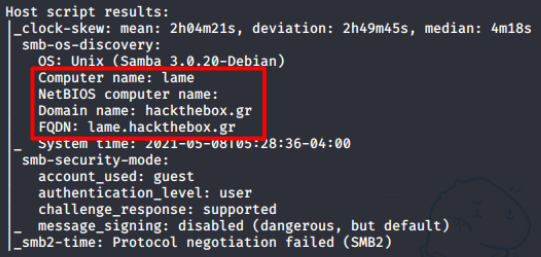 Host script results:
|_clock-skew: mean: 2h04m21s, deviation: 2h49m45s, median: 4m18s
| smb-os-discovery:
|   OS: Unix (Samba 3.0.20-Debian)
|   Computer name: lame
|   NetBIOS computer name:
|   Domain name: hackthebox.gr
|   FQDN: lame.hackthebox.gr
|_  System time: 2021-05-08T05:28:36-04:00
| smb-security-mode:
|   account_used: guest
|   authentication_level: user
|   challenge_response: supported
|_  message_signing: disabled (dangerous, but default)
|_smb2-time: Protocol negotiation failed (SMB2)